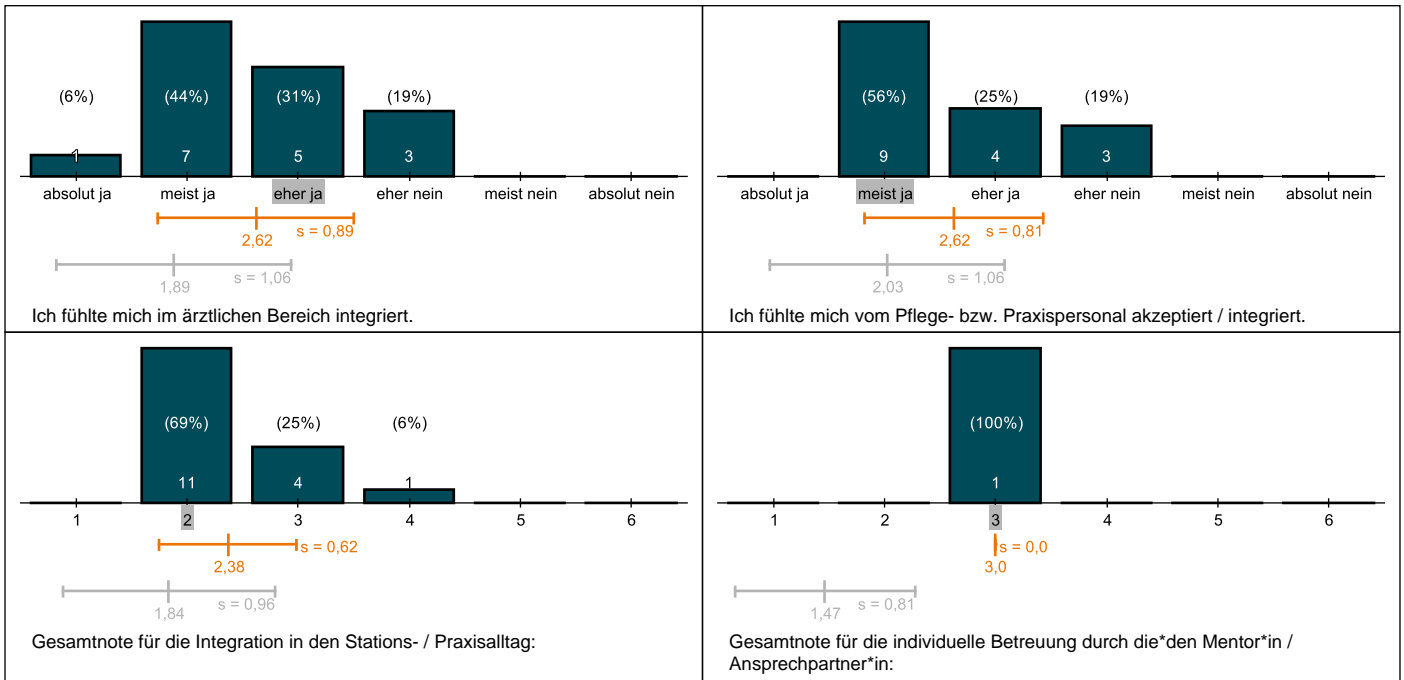 (6%) (44%) (31%) (19%)
1 7 5 3
absolut ja meist ja eher ja eher nein meist nein absolut nein
s = 0,89
2,62
s = 1,06
1,89
Ich fühlte mich im ärztlichen Bereich integriert.
(56%) (25%) (19%)
9 4 3
absolut ja meist ja eher ja eher nein meist nein absolut nein
s = 0,81
2,62
s = 1,06
2,03
Ich fühlte mich vom Pflege- bzw. Praxispersonal akzeptiert / integriert.
(69%) (25%) (6%)
11 4 1
1 2 3 4 5 6
s = 0,62
2,38
s = 0,96
1,84
Gesamtnote für die Integration in den Stations- / Praxisalltag:
(100%)
1
1 2 3 4 5 6
s = 0,0
3,0
s = 0,81
1,47
Gesamtnote für die individuelle Betreuung durch die*den Mentor*in /
Ansprechpartner*in: